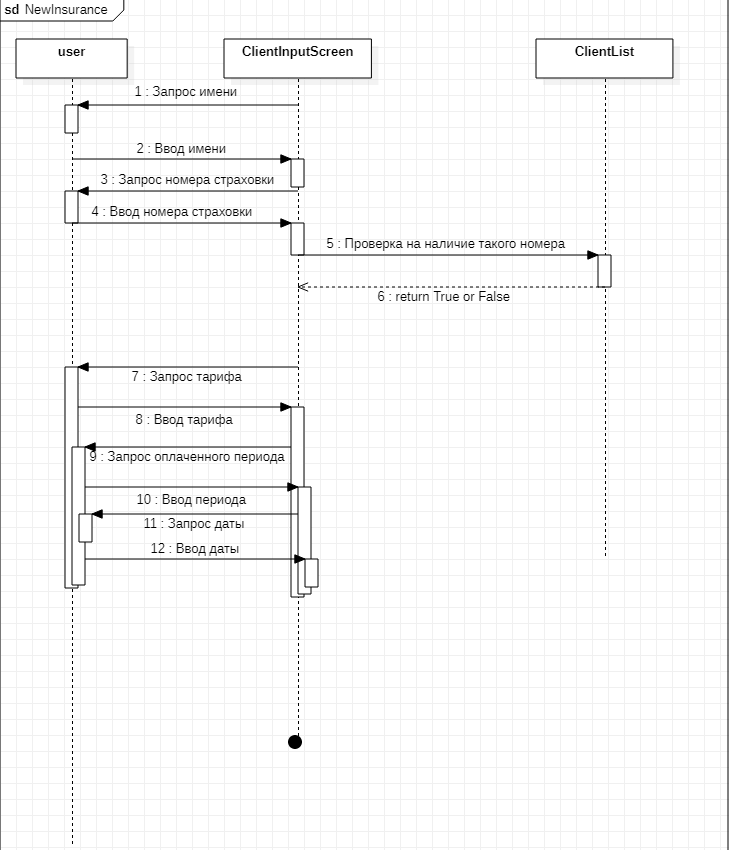 sd NewInsurance
user
ClientInputScreen
ClientList
1 : Запрос имени
2 : Ввод имени
3 : Запрос номера страховки
4 : Ввод номера страховки
5 : Проверка на наличие такого номера
6 : return True or False
7 : Запрос тарифа
8 : Ввод тарифа
9 : Запрос оплаченного периода
10 : Ввод периода
11 : Запрос даты
12 : Ввод даты